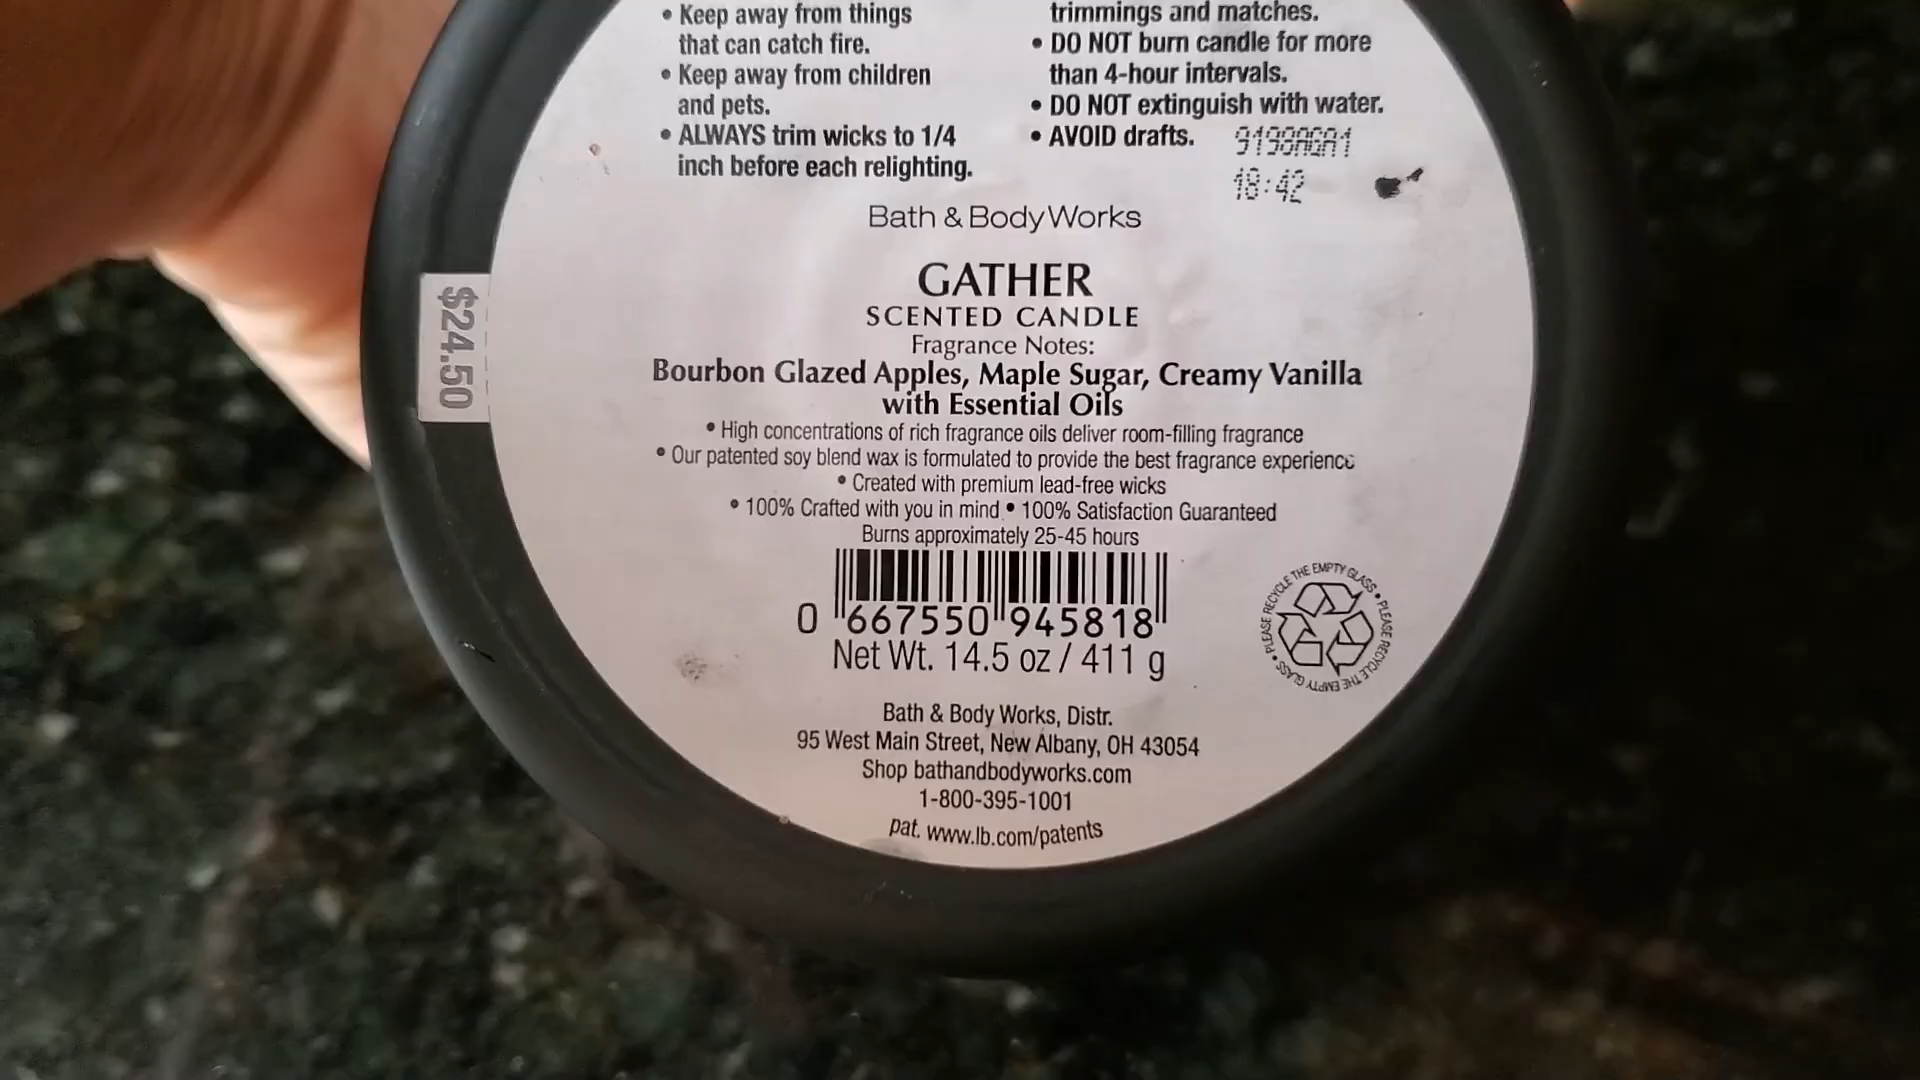 • Keep away from things
that can catch fire.
• Keep away from children
and pets.
• ALWAYS trim wicks to 1/4
inch before each relighting.
trimmings and matches.
• DO NOT burn candle for more
than 4-hour intervals.
• DO NOT extinguish with water.
• AVOID drafts.
18:42
Bath & Body Works
GATHER
SCENTED CANDLE
Fragrance Notes:
Bourbon Glazed Apples, Maple Sugar, Creamy Vanilla
with Essential Oils
• High concentrations of rich fragrance oils deliver room-filling fragrance
• Our patented soy blend wax is formulated to provide the best fragrance experience
• Created with premium lead-free wicks
• 100% Crafted with you in mind • 100% Satisfaction Guaranteed
Burns approximately 25-45 hours
0 667550 945818
Net Wt. 14.5 oz / 411 g
PLEASE RECYCLE THE EMPTY GLASS • PLEASE RECYCLE THE EMPTY GLASS •
Bath & Body Works, Distr.
95 West Main Street, New Albany, OH 43054
Shop bathandbodyworks.com
1-800-395-1001
pat. www.lb.com/patents
$24.50